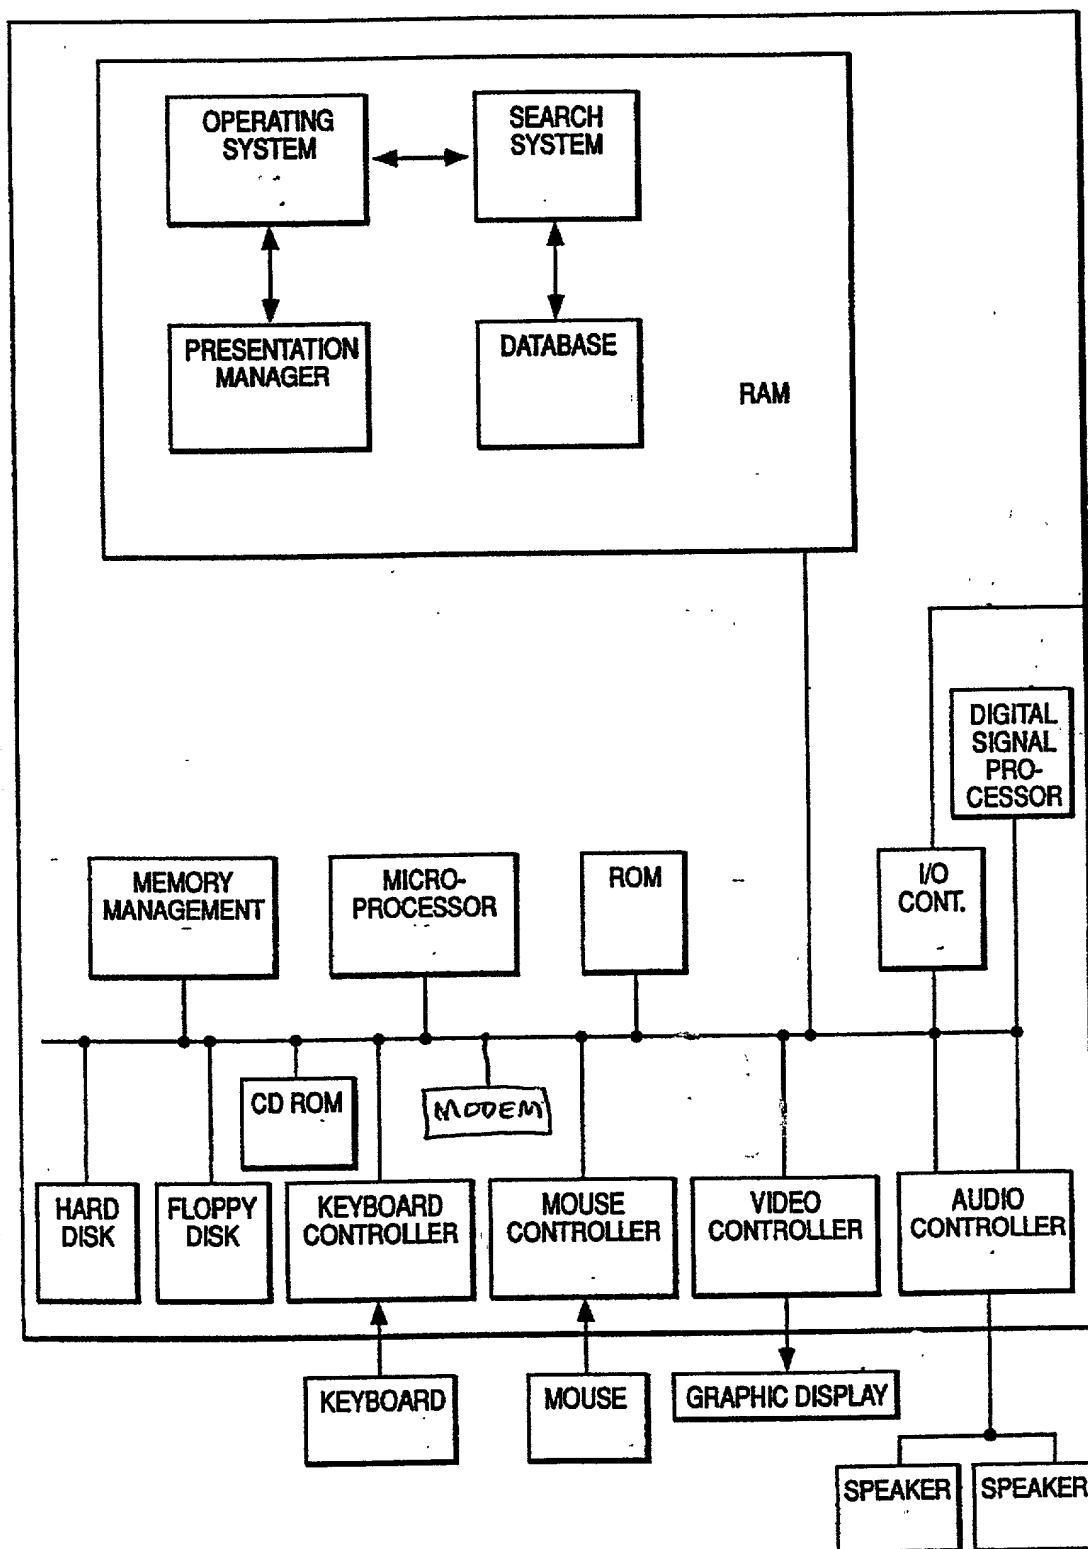 OPERATING
SYSTEM
SEARCH
SYSTEM
PRESENTATION
MANAGER
DATABASE
RAM
DIGITAL
SIGNAL
PRO-
CESSOR
MEMORY
MANAGEMENT
MICRO-
PROCESSOR
ROM
I/O
CONT.
CD ROM
MODEM
HARD
DISK
FLOPPY
DISK
KEYBOARD
CONTROLLER
MOUSE
CONTROLLER
VIDEO
CONTROLLER
AUDIO
CONTROLLER
KEYBOARD
MOUSE
GRAPHIC DISPLAY
SPEAKER
SPEAKER